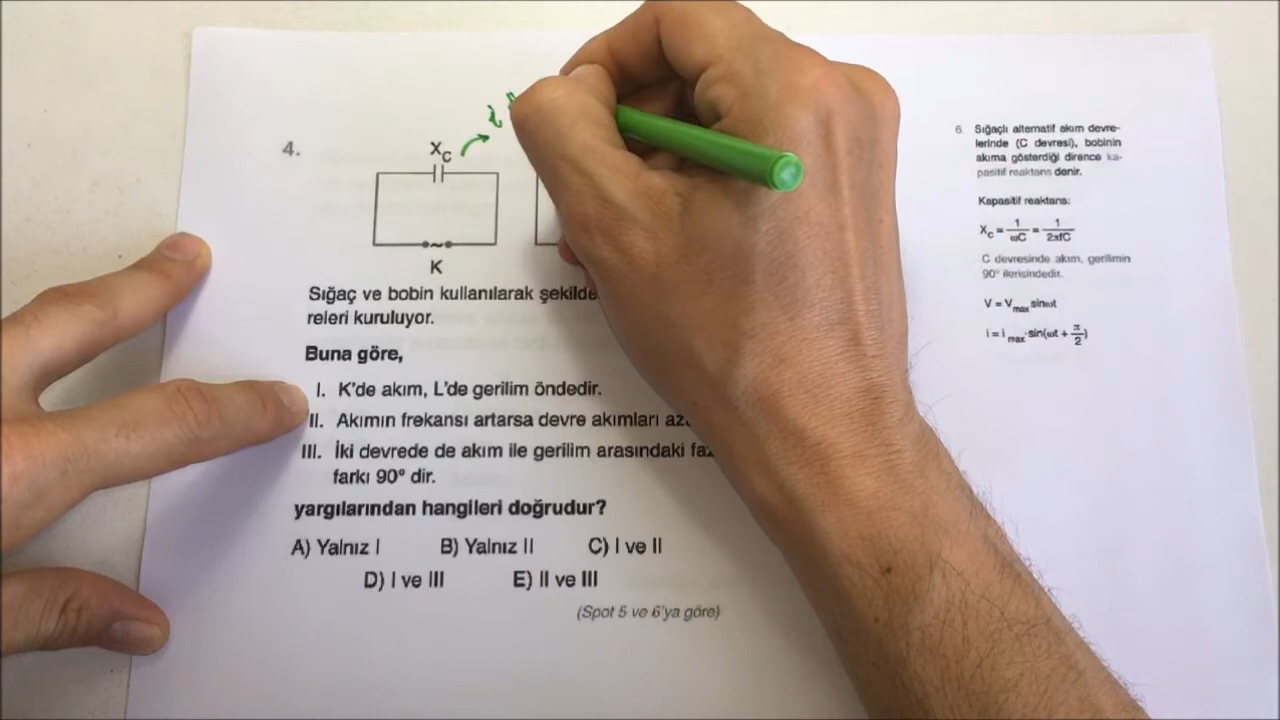 4.
X_C
K
Sığaç ve bobin kullanılarak şekilde
releri kuruluyor.
Buna göre,
I. K'de akım, L'de gerilim öndedir.
II. Akımın frekansı artarsa devre akımları
III. İki devrede de akım ile gerilim arasındaki
farkı 90° dir.
yargılarından hangileri doğrudur?
A) Yalnız I B) Yalnız II C) I ve II
D) I ve III E) II ve III
(Spot 5 ve 6'ya göre)
6. Sığaçlı alternatif akım devre-
lerinde (C devresi), bobinin
akıma gösterdiği dirence ka-
pasitif reaktans denir.
Kapasitif reaktans:
X_C = 1/ωC = 1/2πfC
C devresinde akım, gerilimin
90° ilerisindedir.
V = V_max sinωt
i = i_max·sin(ωt + π/2)